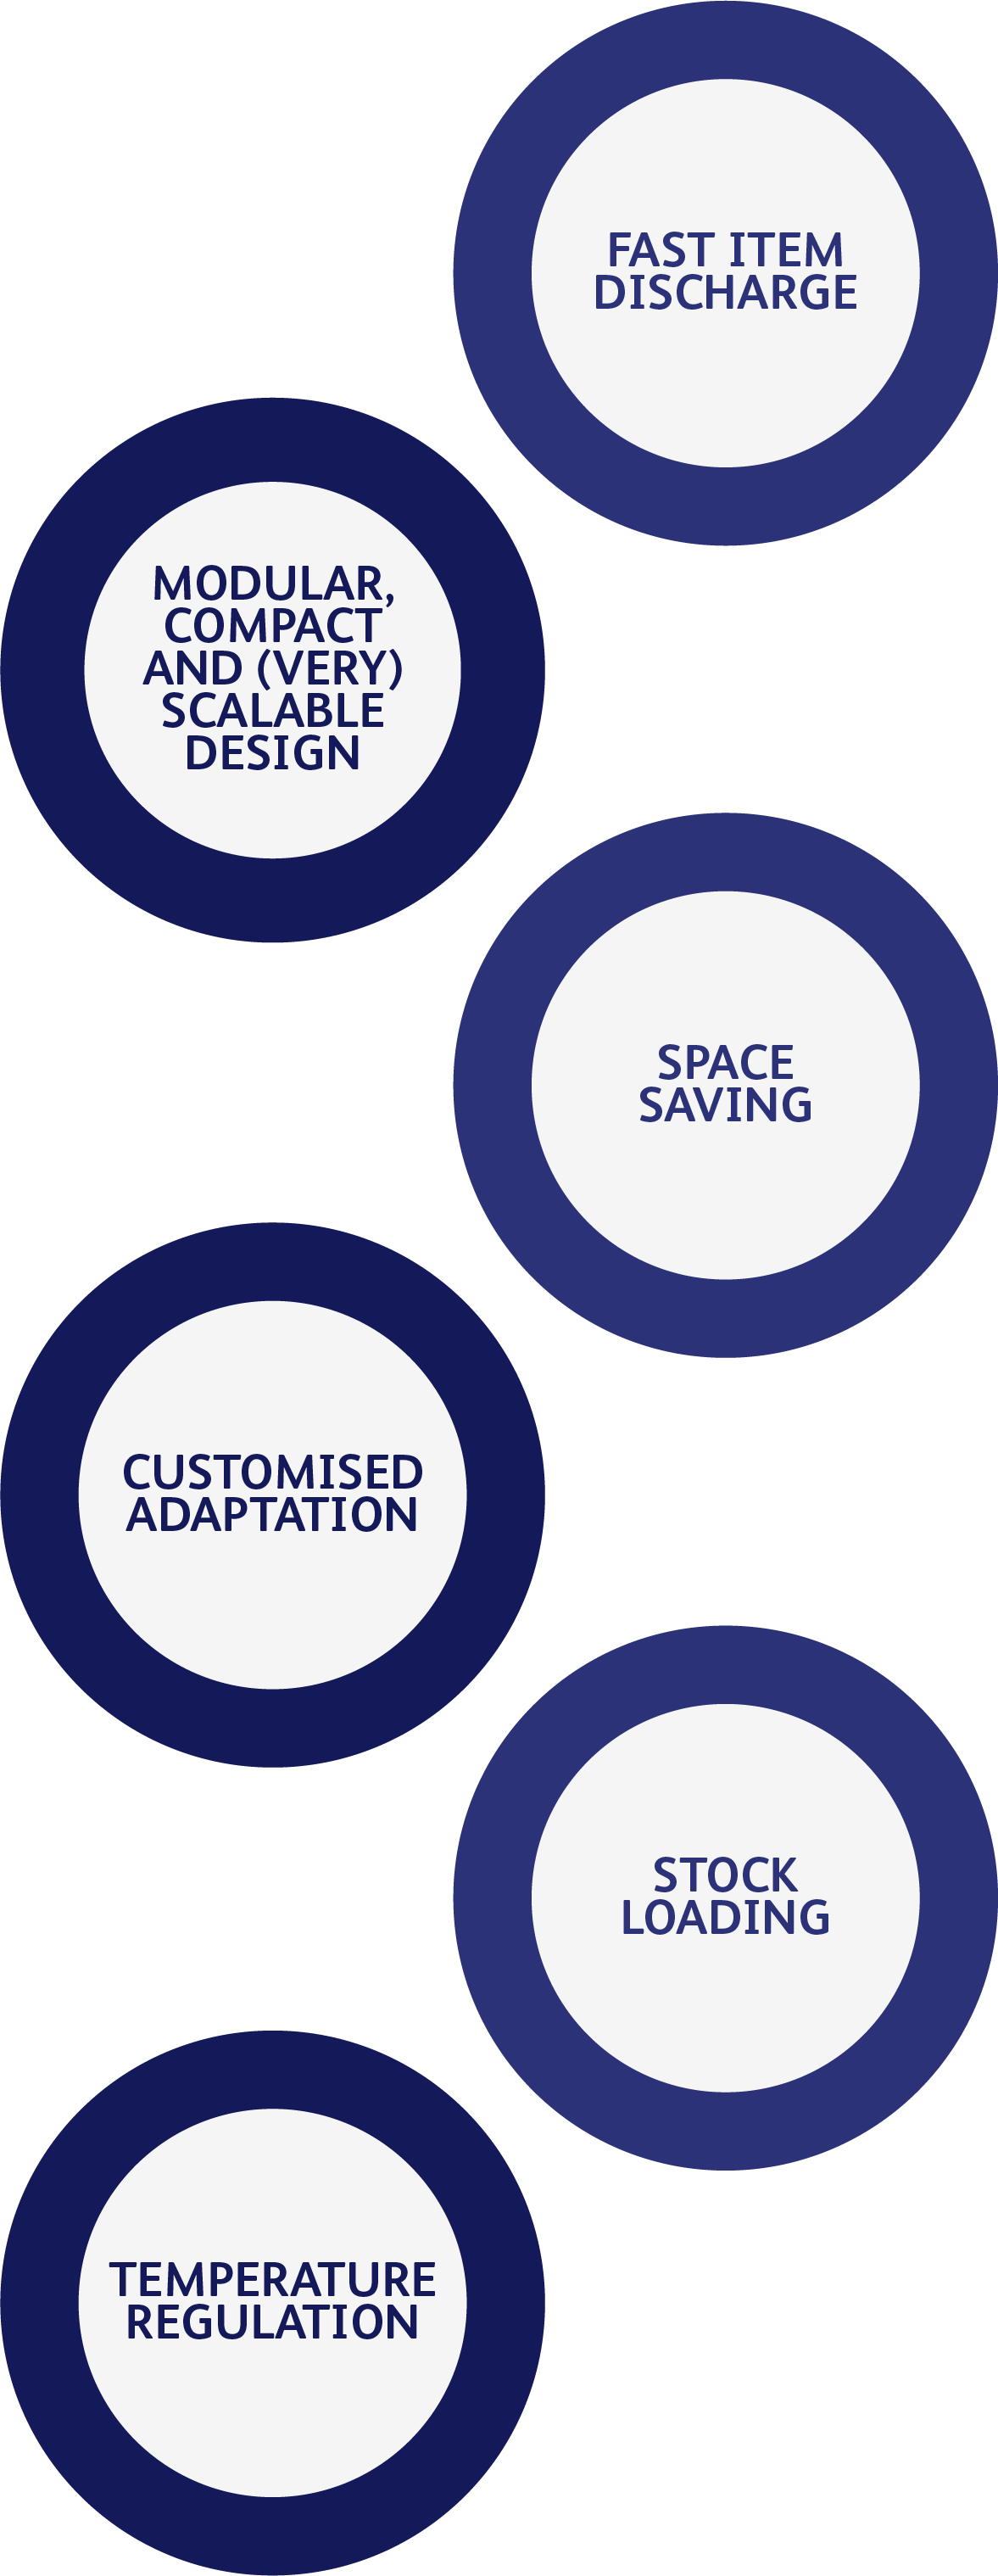 FAST ITEM
DISCHARGE
MODULAR,
COMPACT
AND (VERY)
SCALABLE
DESIGN
SPACE
SAVING
CUSTOMISED
ADAPTATION
STOCK
LOADING
TEMPERATURE
REGULATION